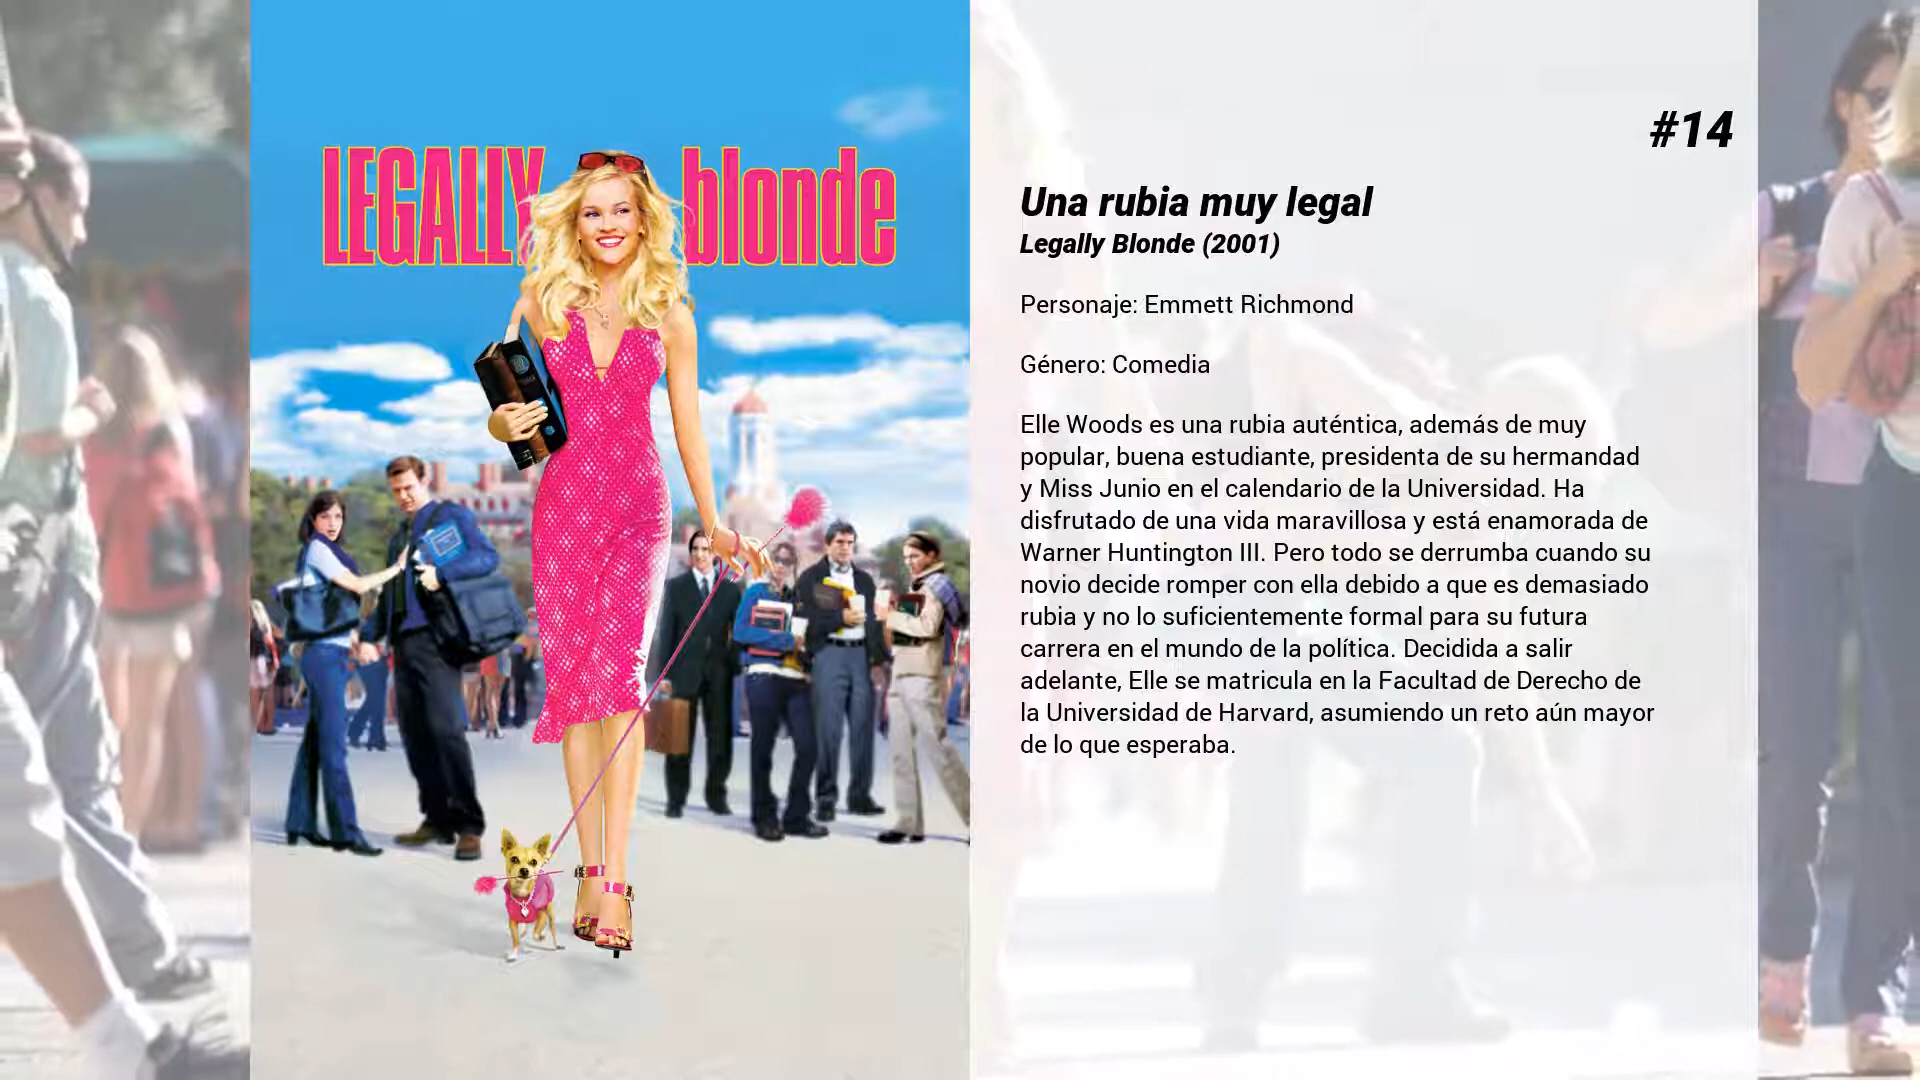 LEGALLY blonde
#14
Una rubia muy legal
Legally Blonde (2001)
Personaje: Emmett Richmond
Género: Comedia
Elle Woods es una rubia auténtica, además de muy
popular, buena estudiante, presidenta de su hermandad
y Miss Junio en el calendario de la Universidad. Ha
disfrutado de una vida maravillosa y está enamorada de
Warner Huntington III. Pero todo se derrumba cuando su
novio decide romper con ella debido a que es demasiado
rubia y no lo suficientemente formal para su futura
carrera en el mundo de la política. Decidida a salir
adelante, Elle se matricula en la Facultad de Derecho de
la Universidad de Harvard, asumiendo un reto aún mayor
de lo que esperaba.